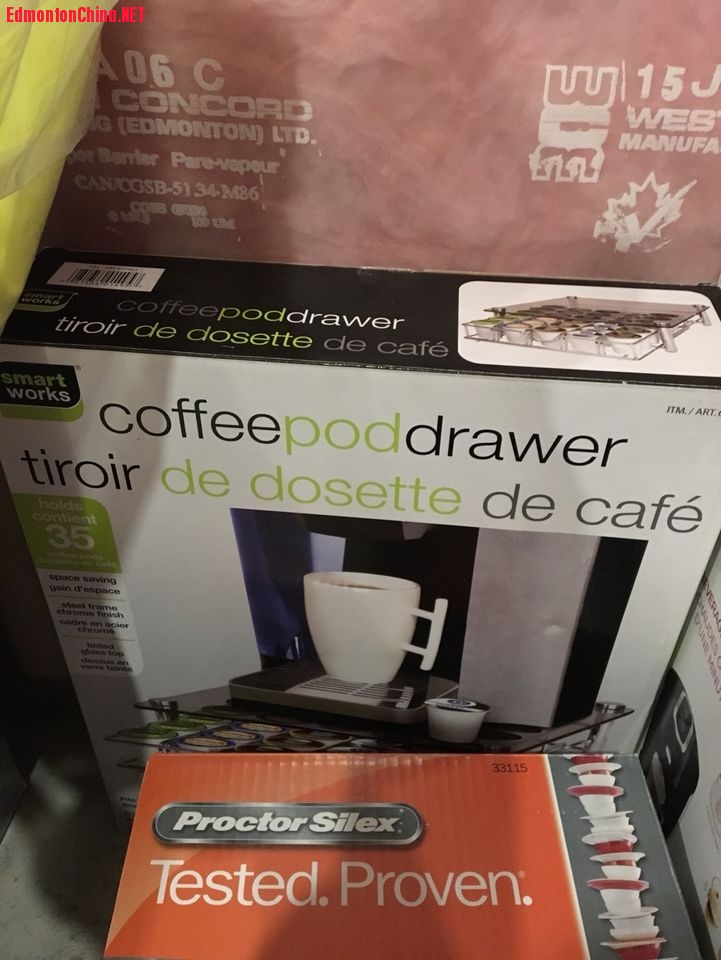 EdmontonChina.NET
A 06 C
CONCORD
G (EDMONTON) LTD.
or Barrier Pare-vapeur
CAN/CGSB-51.34-M86
15 J
WES
MANUFA
smart works
coffeepoddrawer
tiroir de dosette de café
smart
works
coffeepoddrawer
tiroir de dosette de café
ITM. / ART.
holds
contient
35
space saving
gain d'espace
steel frame
chrome finish
cadre en acier
chromé
tinted
glass top
dessus en
verre teinté
33115
Proctor Silex
Tested. Proven.